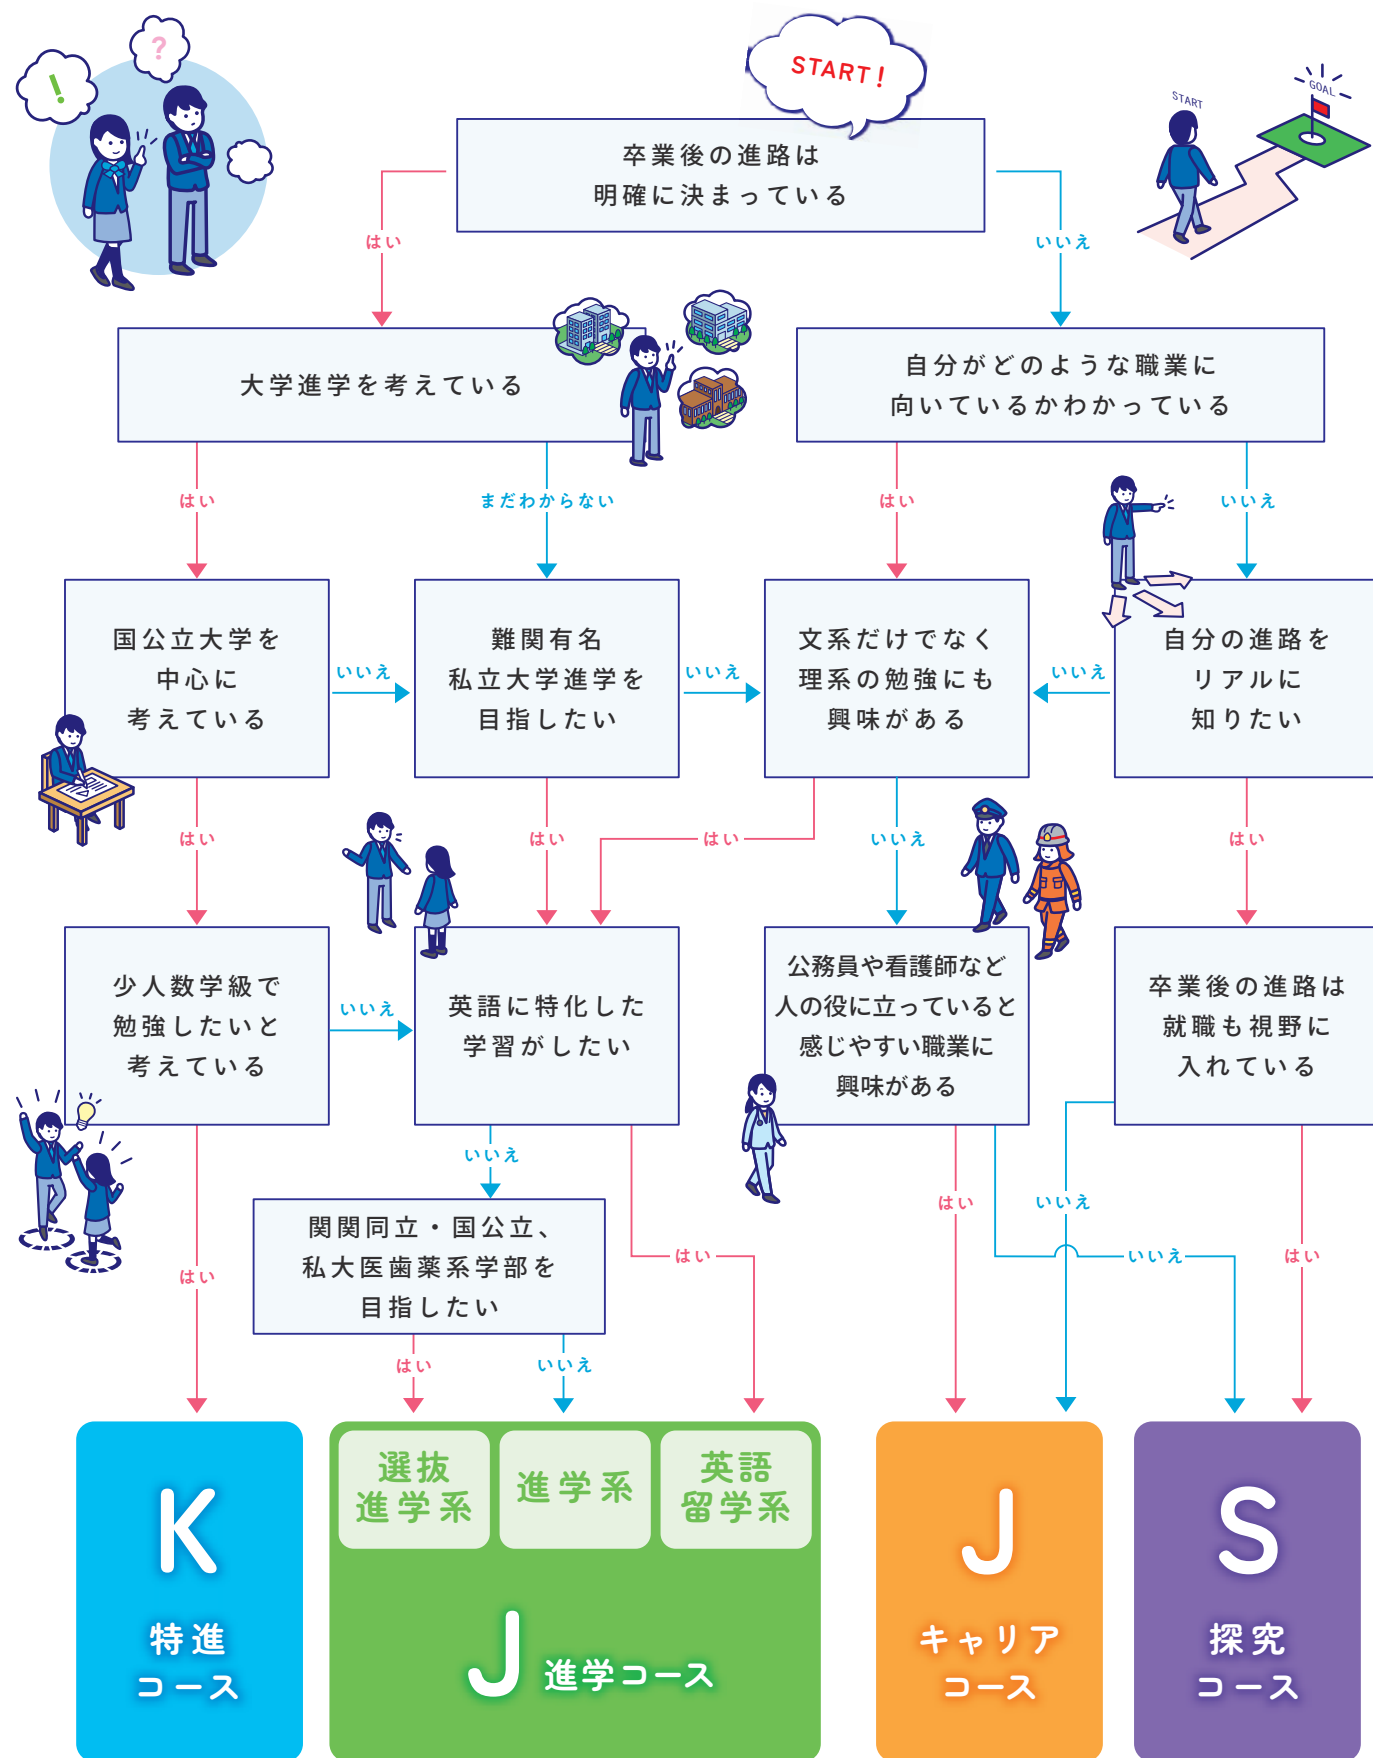 !
?
START!
START
GOAL
卒業後の進路は
明確に決まっている
はい
いいえ
大学進学を考えている
自分がどのような職業に
向いているかわかっている
はい
まだわからない
はい
いいえ
国公立大学を
中心に
考えている
いいえ
難関有名
私立大学進学を
目指したい
いいえ
文系だけでなく
理系の勉強にも
興味がある
いいえ
自分の進路を
リアルに
知りたい
はい
はい
はい
いいえ
はい
少人数学級で
勉強したいと
考えている
いいえ
英語に特化した
学習がしたい
公務員や看護師など
人の役に立っていると
感じやすい職業に
興味がある
卒業後の進路は
就職も視野に
入れている
いいえ
はい
いいえ
関関同立・国公立、
私大医歯薬系学部を
目指したい
はい
はい
いいえ
はい
はい
いいえ
選抜
進学系
進学系
英語
留学系
K
特進
コース
J 進学コース
J
キャリア
コース
S
探究
コース